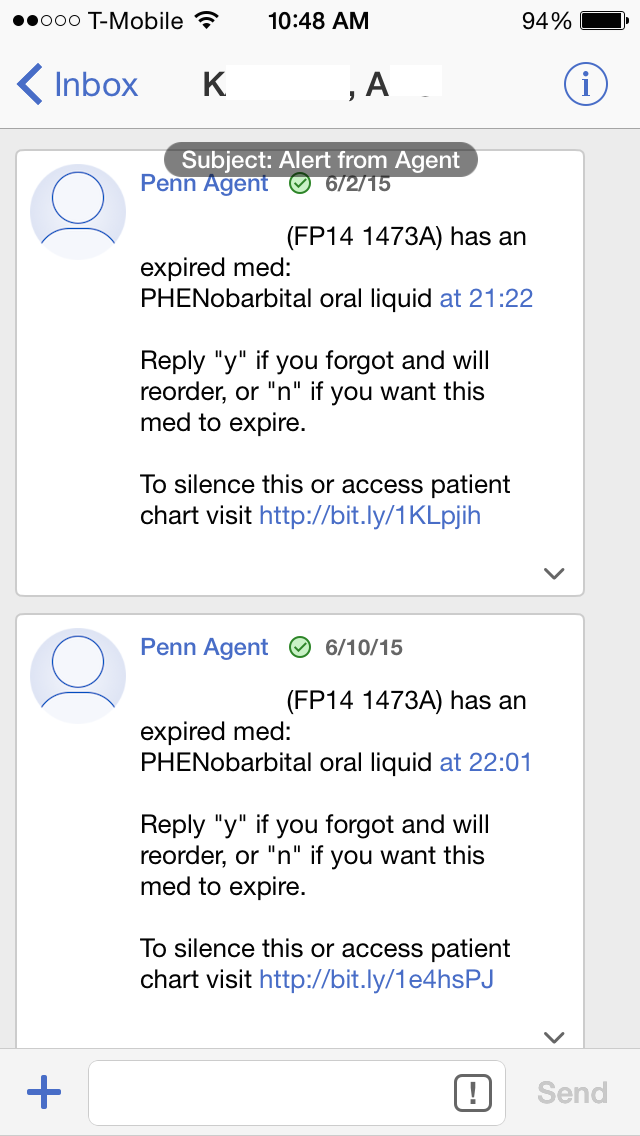 T-Mobile 10:48 AM 94%
Inbox K , A i
Subject: Alert from Agent
Penn Agent 6/2/15
(FP14 1473A) has an
expired med:
PHENobarbital oral liquid at 21:22
Reply "y" if you forgot and will
reorder, or "n" if you want this
med to expire.
To silence this or access patient
chart visit http://bit.ly/1KLpjih
Penn Agent 6/10/15
(FP14 1473A) has an
expired med:
PHENobarbital oral liquid at 22:01
Reply "y" if you forgot and will
reorder, or "n" if you want this
med to expire.
To silence this or access patient
chart visit http://bit.ly/1e4hsPJ
! Send